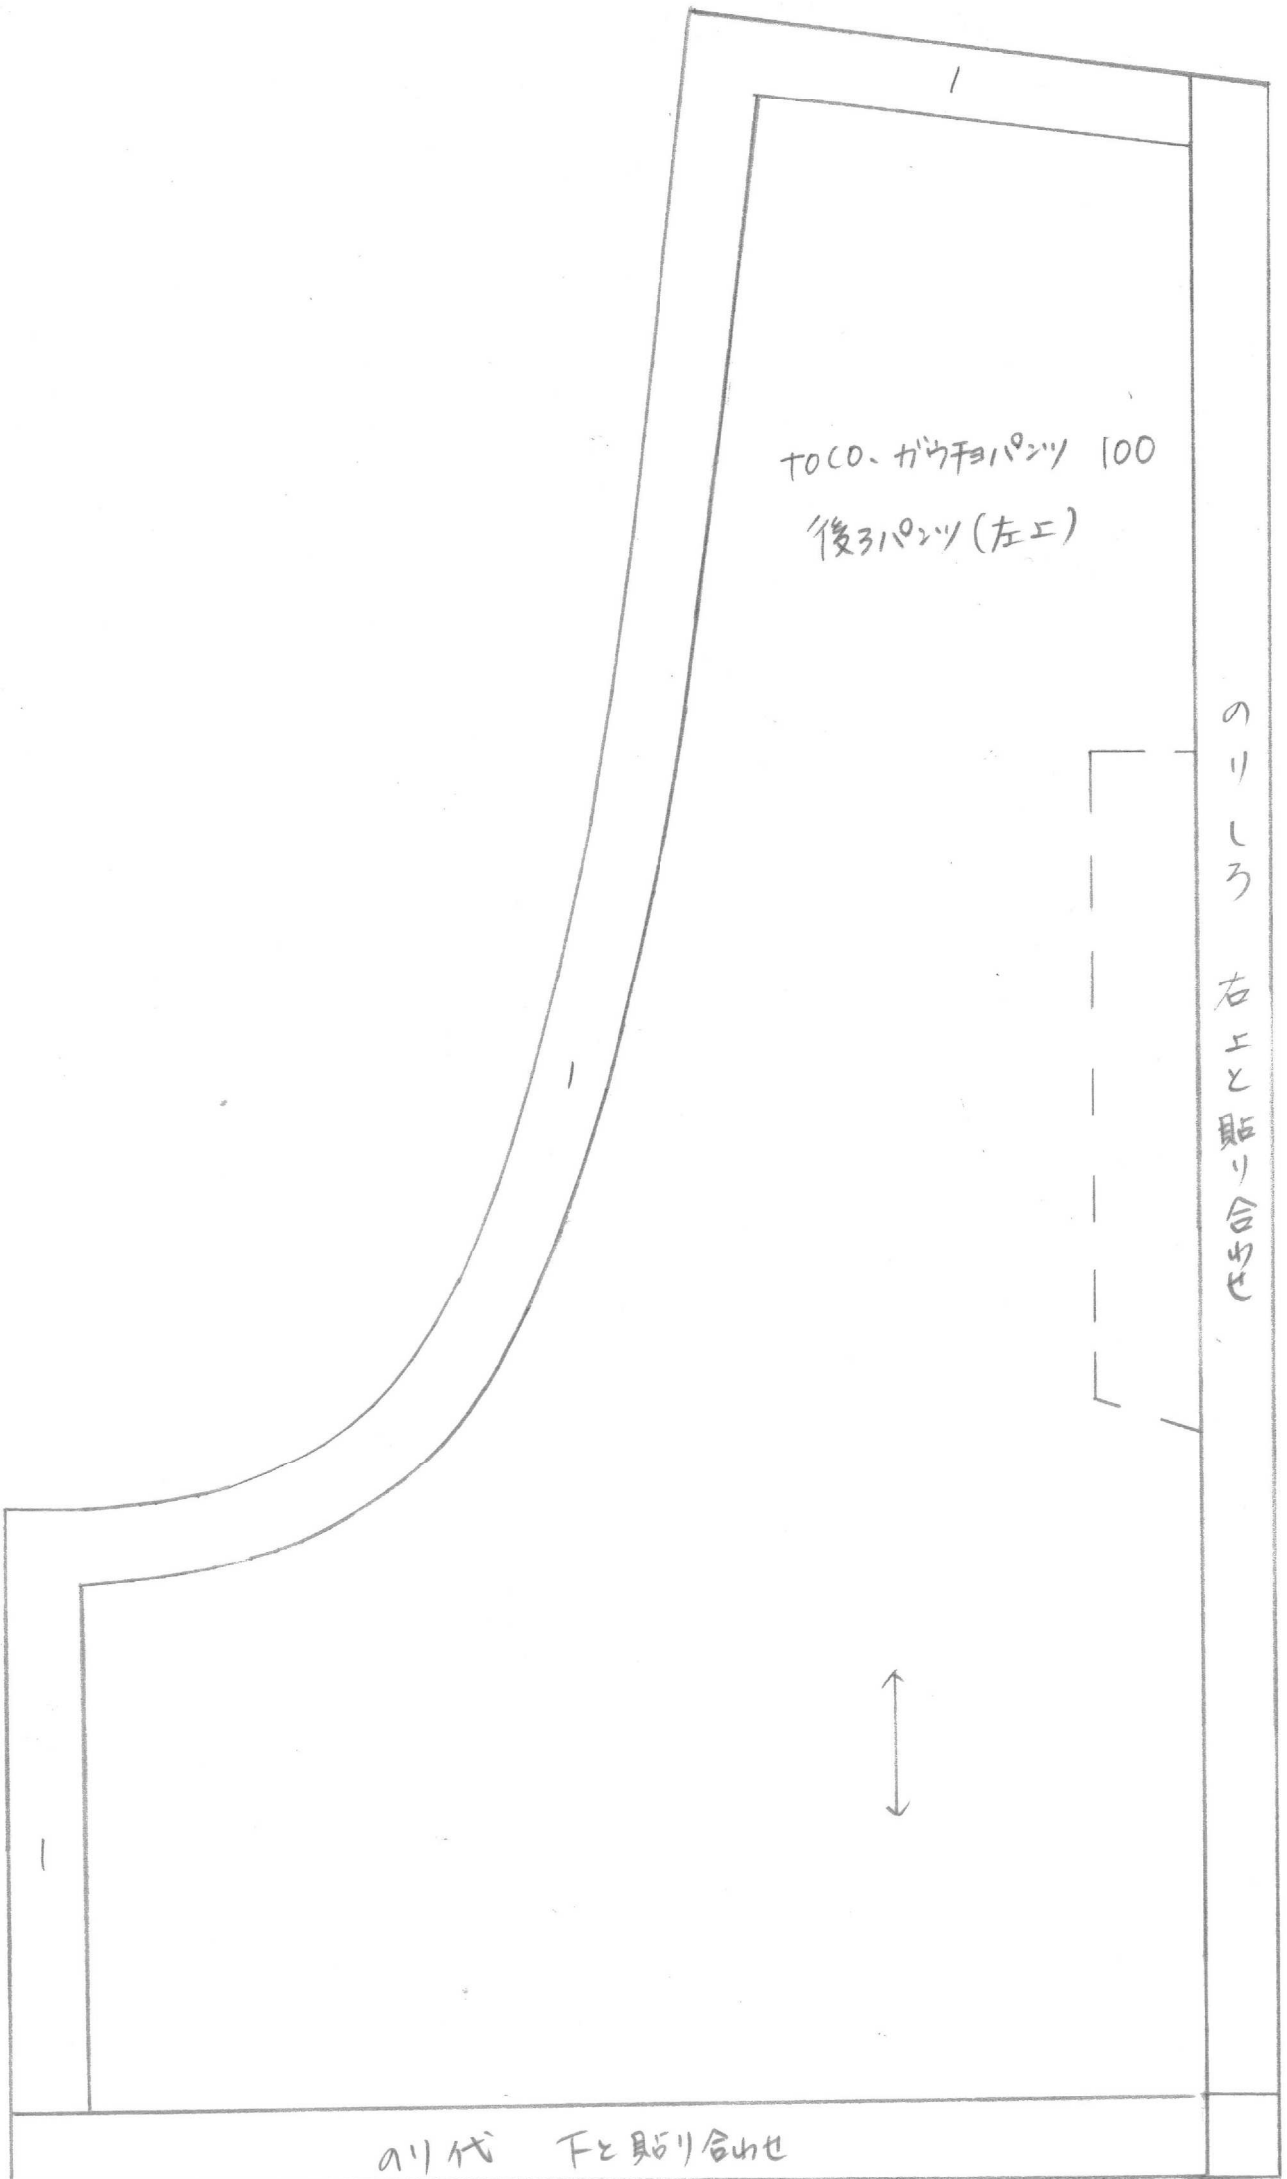 1
toco. ガウチョパンツ 100
後ろパンツ(左上)
のりしろ 右上と貼り合わせ
1
1
のり代 下と貼り合わせ